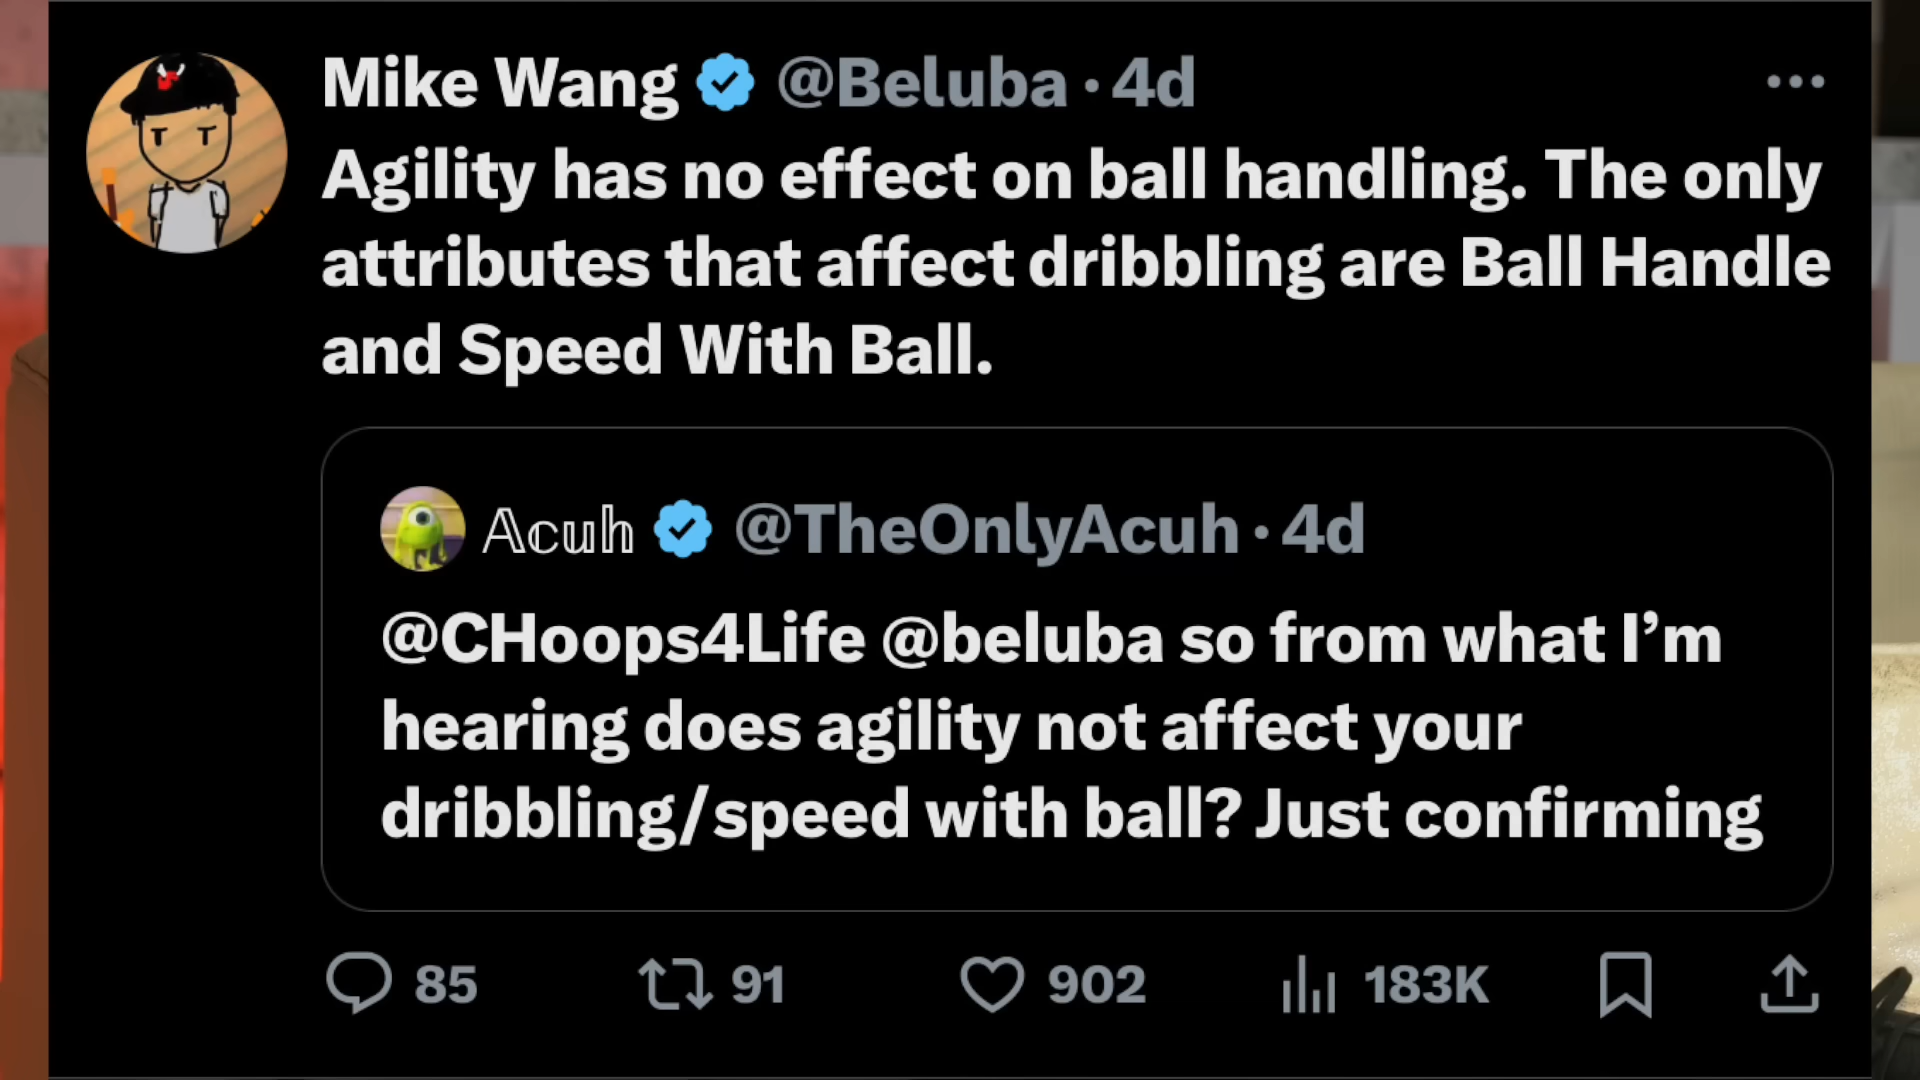 Mike Wang @Beluba · 4d
Agility has no effect on ball handling. The only
attributes that affect dribbling are Ball Handle
and Speed With Ball.
𝔸𝕔𝕦𝕙 @TheOnlyAcuh · 4d
@CHoops4Life @beluba so from what I’m
hearing does agility not affect your
dribbling/speed with ball? Just confirming
85 91 902 183K